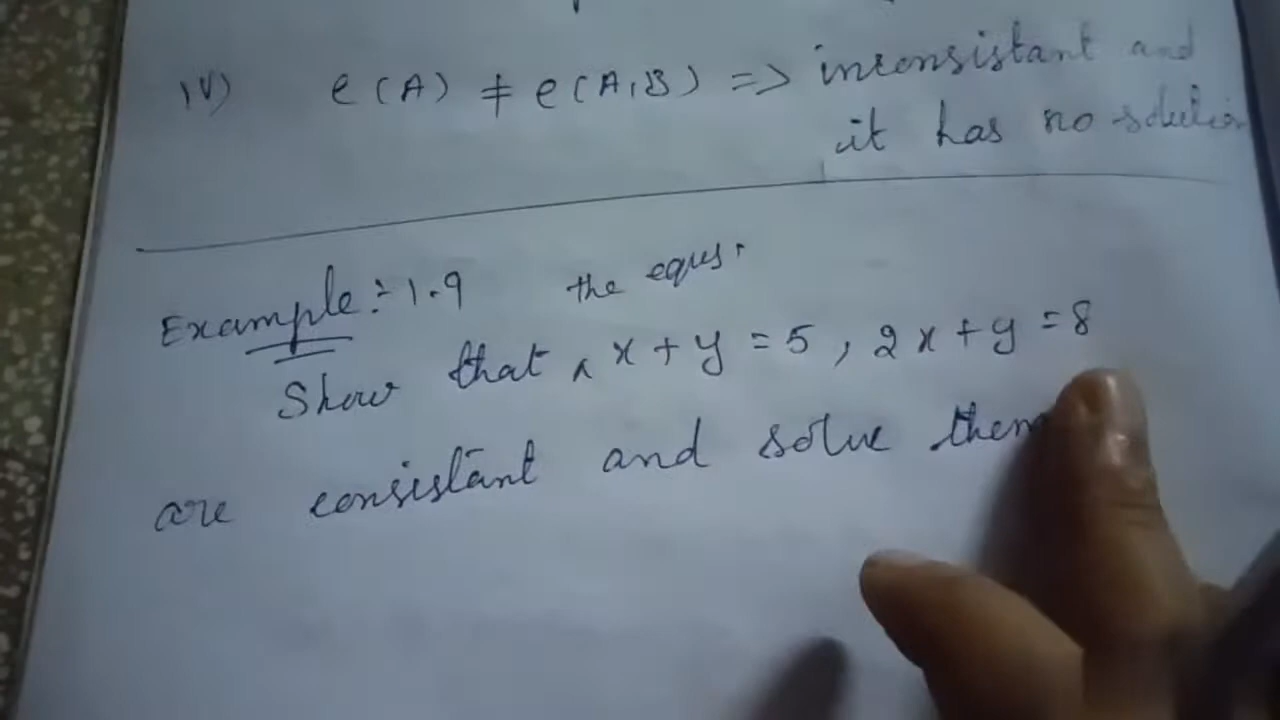 iv) ρ(A) ≠ ρ(A,B) => inconsistant and
it has no solution
Example:- 1.9
the equs.
Show that ‸ x + y = 5, 2x + y = 8
are consistant and solve them